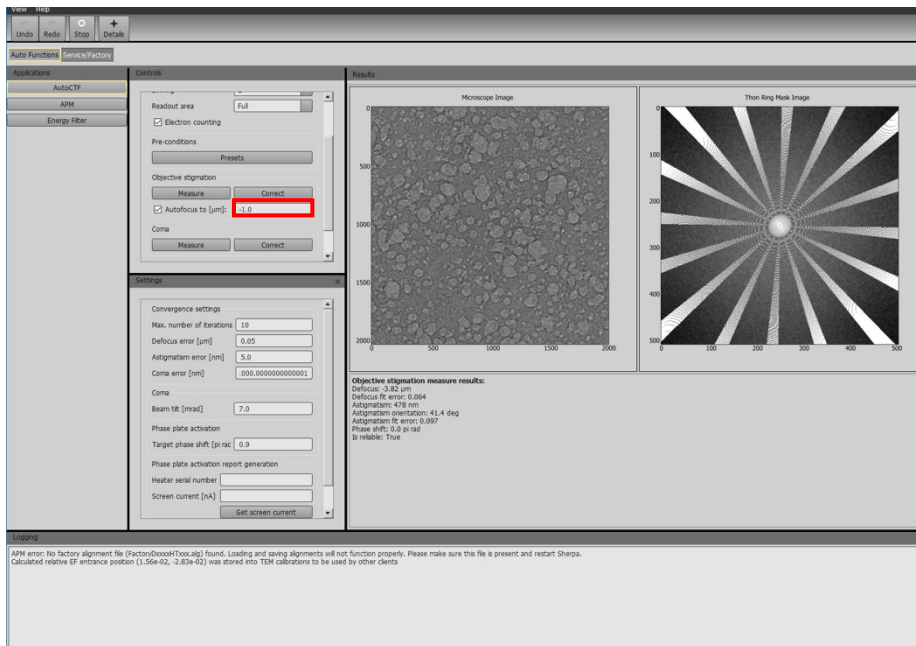 View Help
Undo Redo Stop Details
Auto Functions Service/Factory
Applications
AutoCTF
APM
Energy Filter
Controls
Readout area Full
Electron counting
Pre-conditions
Presets
Objective stigmation
Measure Correct
Autofocus to [µm]: -1.0
Coma
Measure Correct
Settings
Convergence settings
Max. number of iterations 10
Defocus error [µm] 0.05
Astigmatism error [nm] 5.0
Coma error [nm] .000.0000000000001
Coma
Beam tilt [mrad] 7.0
Phase plate activation
Target phase shift [pi rac 0.9
Phase plate activation report generation
Heater serial number
Screen current [nA]
Get screen current
Results
Microscope Image
0
500
1000
1500
2000
0 500 1000 1500 2000
Thon Ring Mask Image
0
100
200
300
400
500
0 100 200 300 400 500
Objective stigmation measure results:
Defocus: -3.82 µm
Defocus fit error: 0.064
Astigmatism: 478 nm
Astigmatism orientation: 41.4 deg
Astigmatism fit error: 0.097
Phase shift: 0.0 pi rad
Is reliable: True
Logging
APM error: No factory alignment file (FactoryDxxxxHTxxx.alg) found. Loading and saving alignments will not function properly. Please make sure this file is present and restart Sherpa.
Calculated relative EF entrance position (1.56e-02, -2.83e-02) was stored into TEM calibrations to be used by other clients